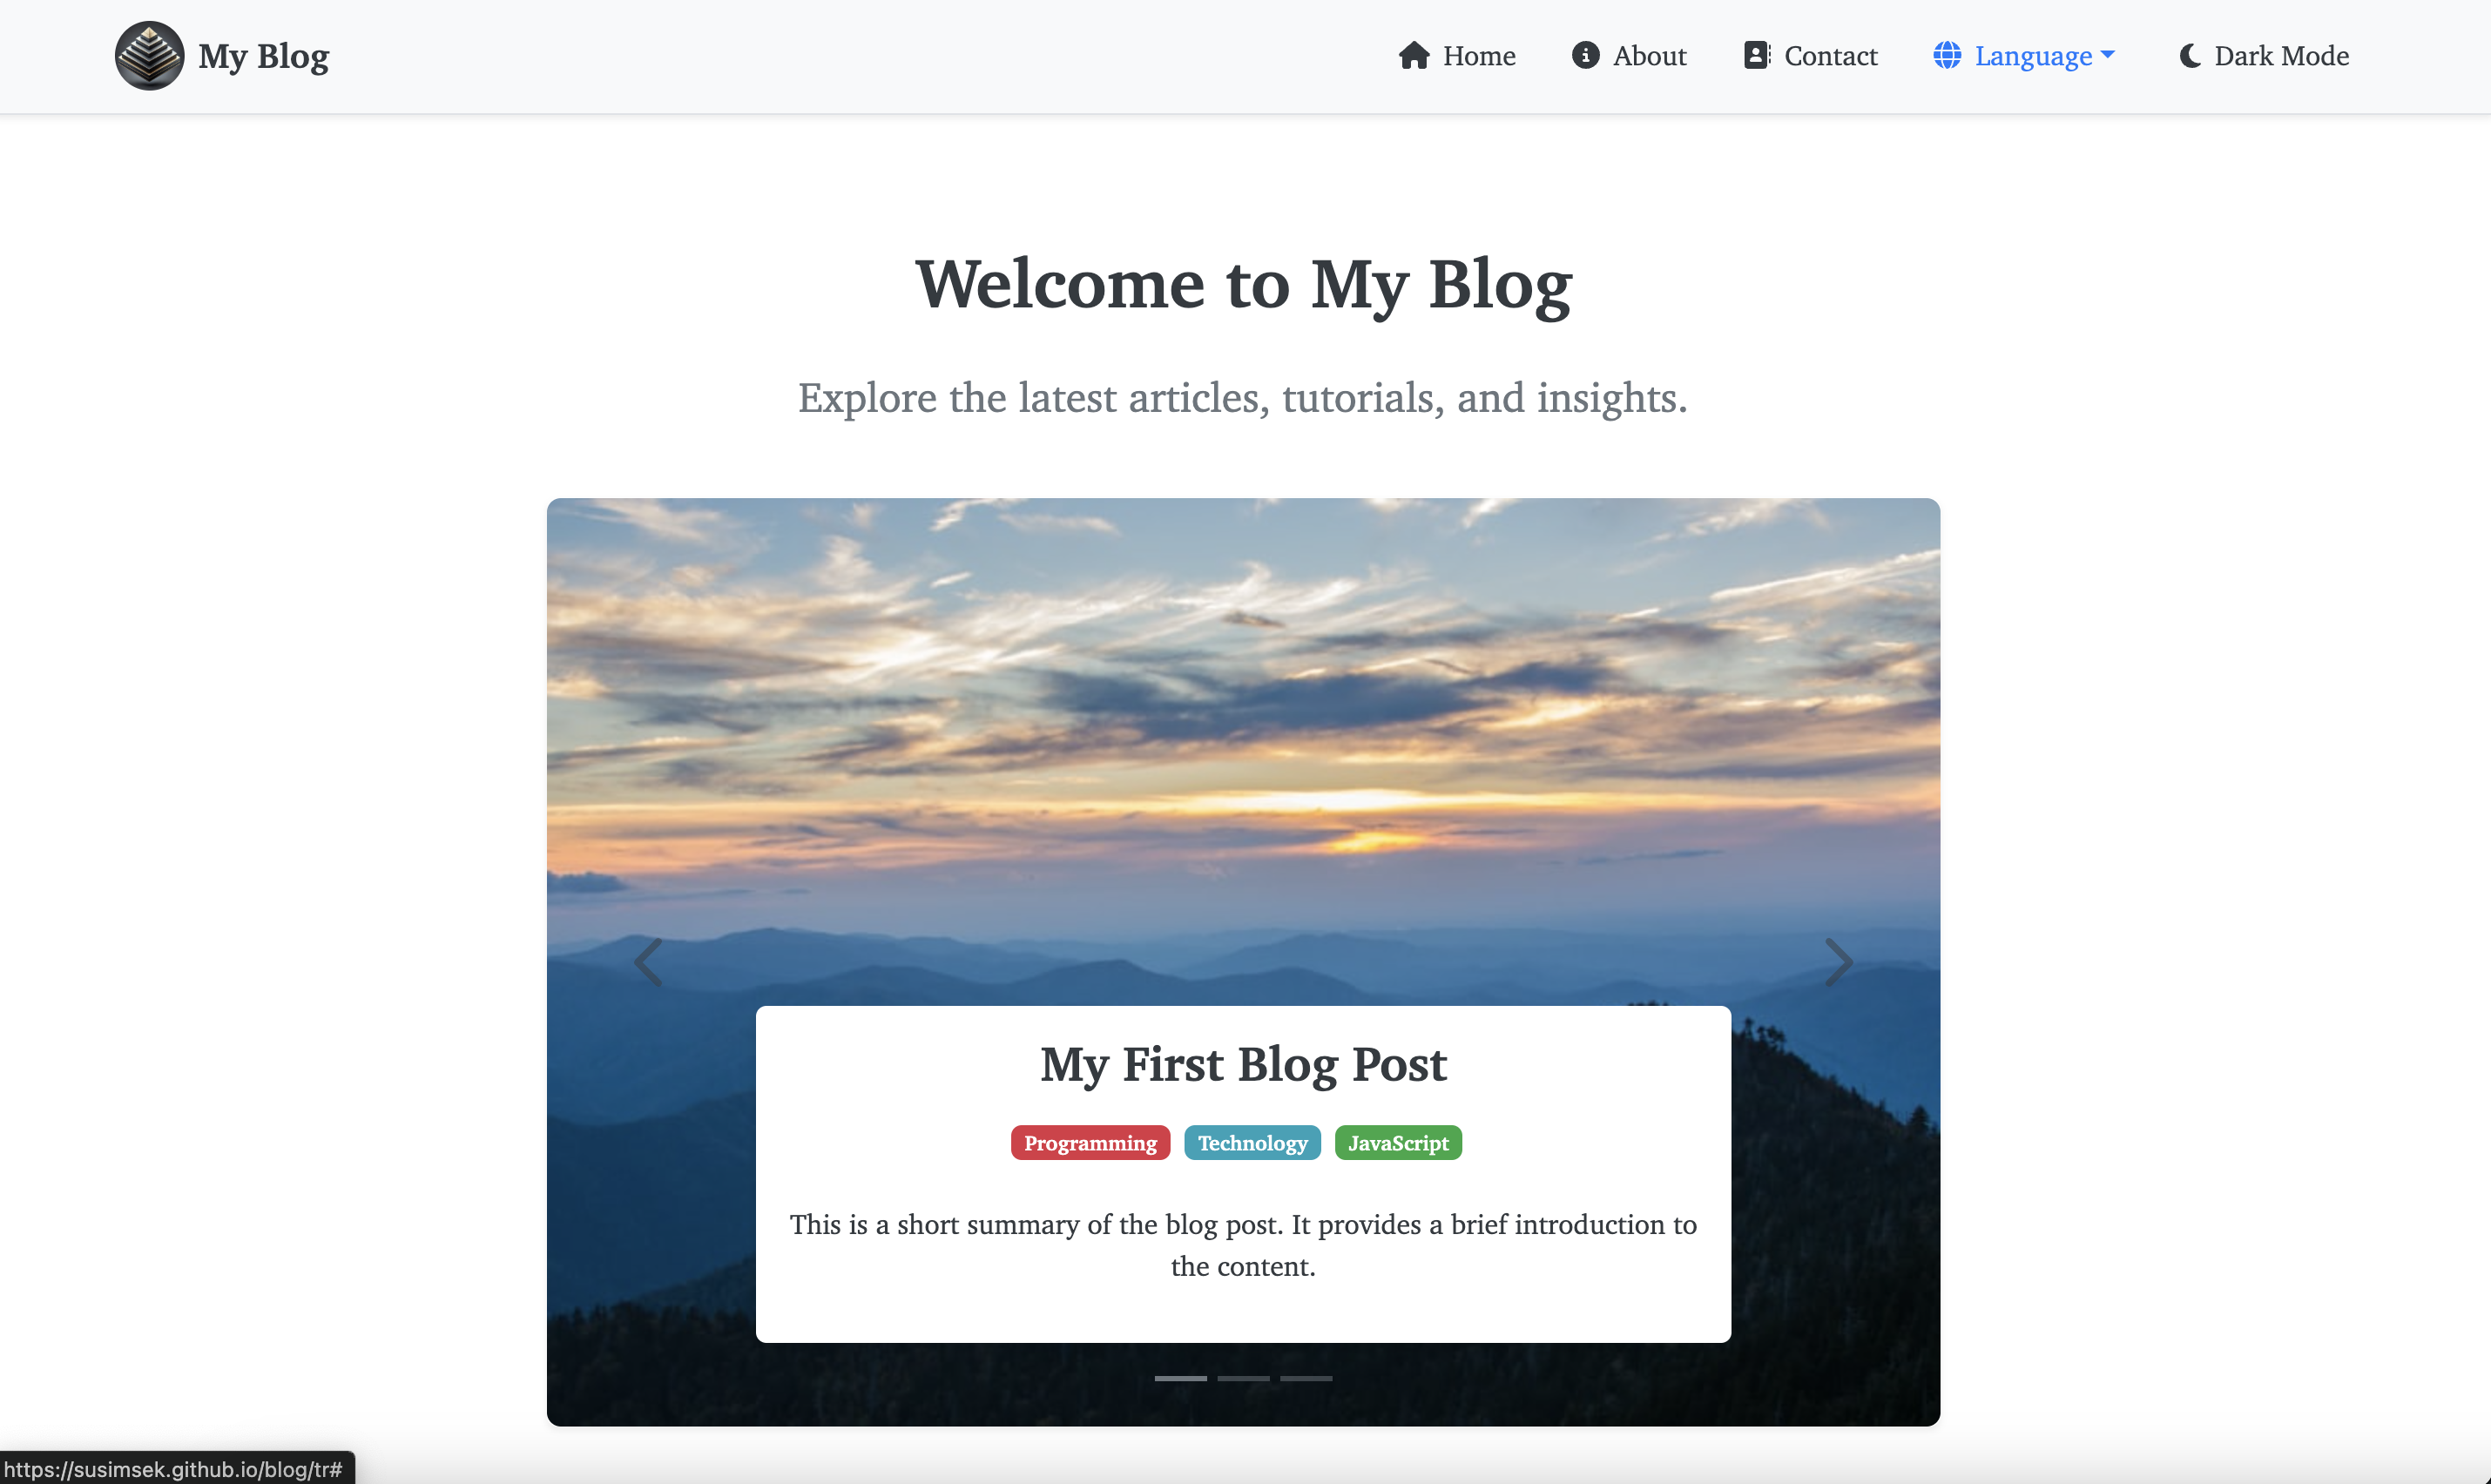 My Blog
Home
About
Contact
Language
Dark Mode
Welcome to My Blog
Explore the latest articles, tutorials, and insights.
My First Blog Post
Programming Technology JavaScript
This is a short summary of the blog post. It provides a brief introduction to
the content.
https://susimsek.github.io/blog/tr#